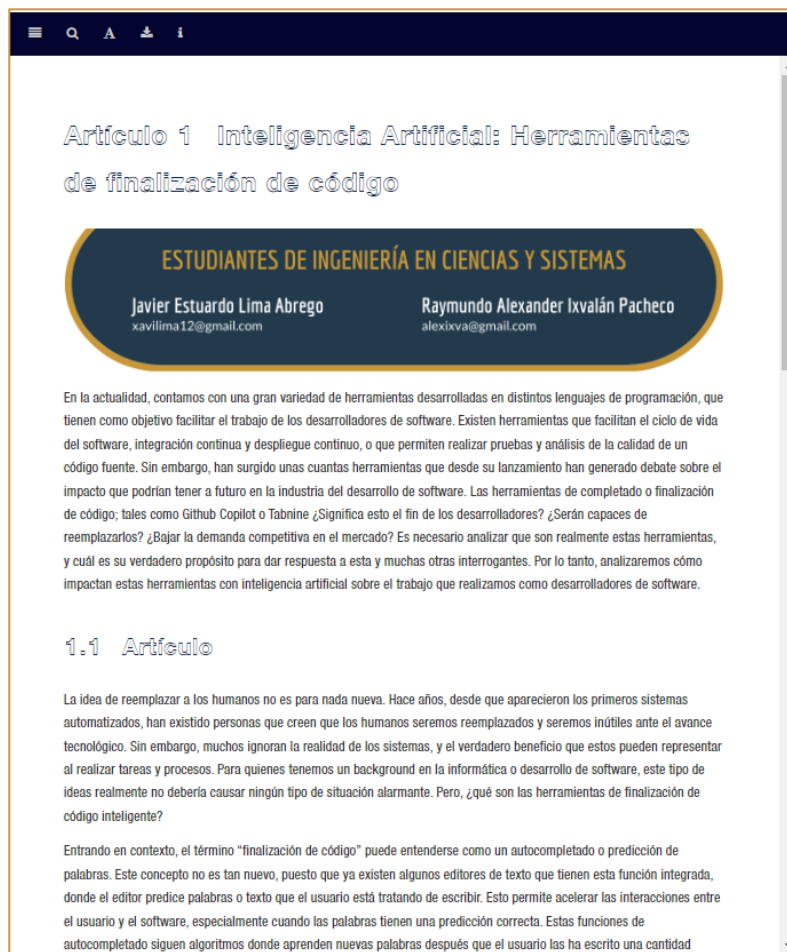 Artículo 1 Inteligencia Artificial: Herramientas
de finalización de código
ESTUDIANTES DE INGENIERÍA EN CIENCIAS Y SISTEMAS
Javier Estuardo Lima Abrego
xavilima12@gmail.com
Raymundo Alexander Ixvalán Pacheco
alexixva@gmail.com
En la actualidad, contamos con una gran variedad de herramientas desarrolladas en distintos lenguajes de programación, que
tienen como objetivo facilitar el trabajo de los desarrolladores de software. Existen herramientas que facilitan el ciclo de vida
del software, integración continua y despliegue continuo, o que permiten realizar pruebas y análisis de la calidad de un
código fuente. Sin embargo, han surgido unas cuantas herramientas que desde su lanzamiento han generado debate sobre el
impacto que podrían tener a futuro en la industria del desarrollo de software. Las herramientas de completado o finalización
de código; tales como Github Copilot o Tabnine ¿Significa esto el fin de los desarrolladores? ¿Serán capaces de
reemplazarlos? ¿Bajar la demanda competitiva en el mercado? Es necesario analizar que son realmente estas herramientas,
y cuál es su verdadero propósito para dar respuesta a esta y muchas otras interrogantes. Por lo tanto, analizaremos cómo
impactan estas herramientas con inteligencia artificial sobre el trabajo que realizamos como desarrolladores de software.
1.1 Artículo
La idea de reemplazar a los humanos no es para nada nueva. Hace años, desde que aparecieron los primeros sistemas
automatizados, han existido personas que creen que los humanos seremos reemplazados y seremos inútiles ante el avance
tecnológico. Sin embargo, muchos ignoran la realidad de los sistemas, y el verdadero beneficio que estos pueden representar
al realizar tareas y procesos. Para quienes tenemos un background en la informática o desarrollo de software, este tipo de
ideas realmente no debería causar ningún tipo de situación alarmante. Pero, ¿qué son las herramientas de finalización de
código inteligente?
Entrando en contexto, el término “finalización de código” puede entenderse como un autocompletado o predicción de
palabras. Este concepto no es tan nuevo, puesto que ya existen algunos editores de texto que tienen esta función integrada,
donde el editor predice palabras o texto que el usuario está tratando de escribir. Esto permite acelerar las interacciones entre
el usuario y el software, especialmente cuando las palabras tienen una predicción correcta. Estas funciones de
autocompletado siguen algoritmos donde aprenden nuevas palabras después que el usuario las ha escrito una cantidad